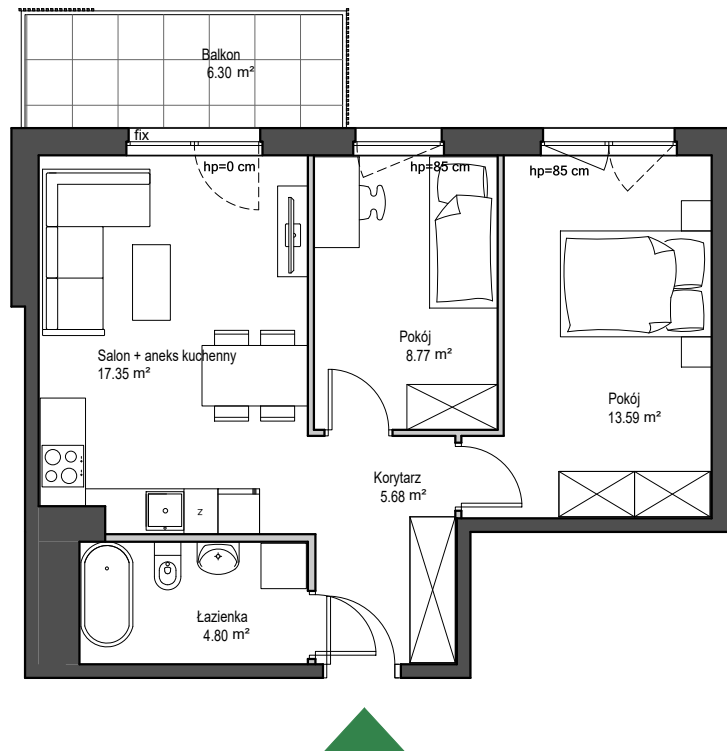 Balkon
6.30 m²
fix
hp=0 cm
hp=85 cm
hp=85 cm
Salon + aneks kuchenny
17.35 m²
Pokój
8.77 m²
Pokój
13.59 m²
Korytarz
5.68 m²
z
Łazienka
4.80 m²